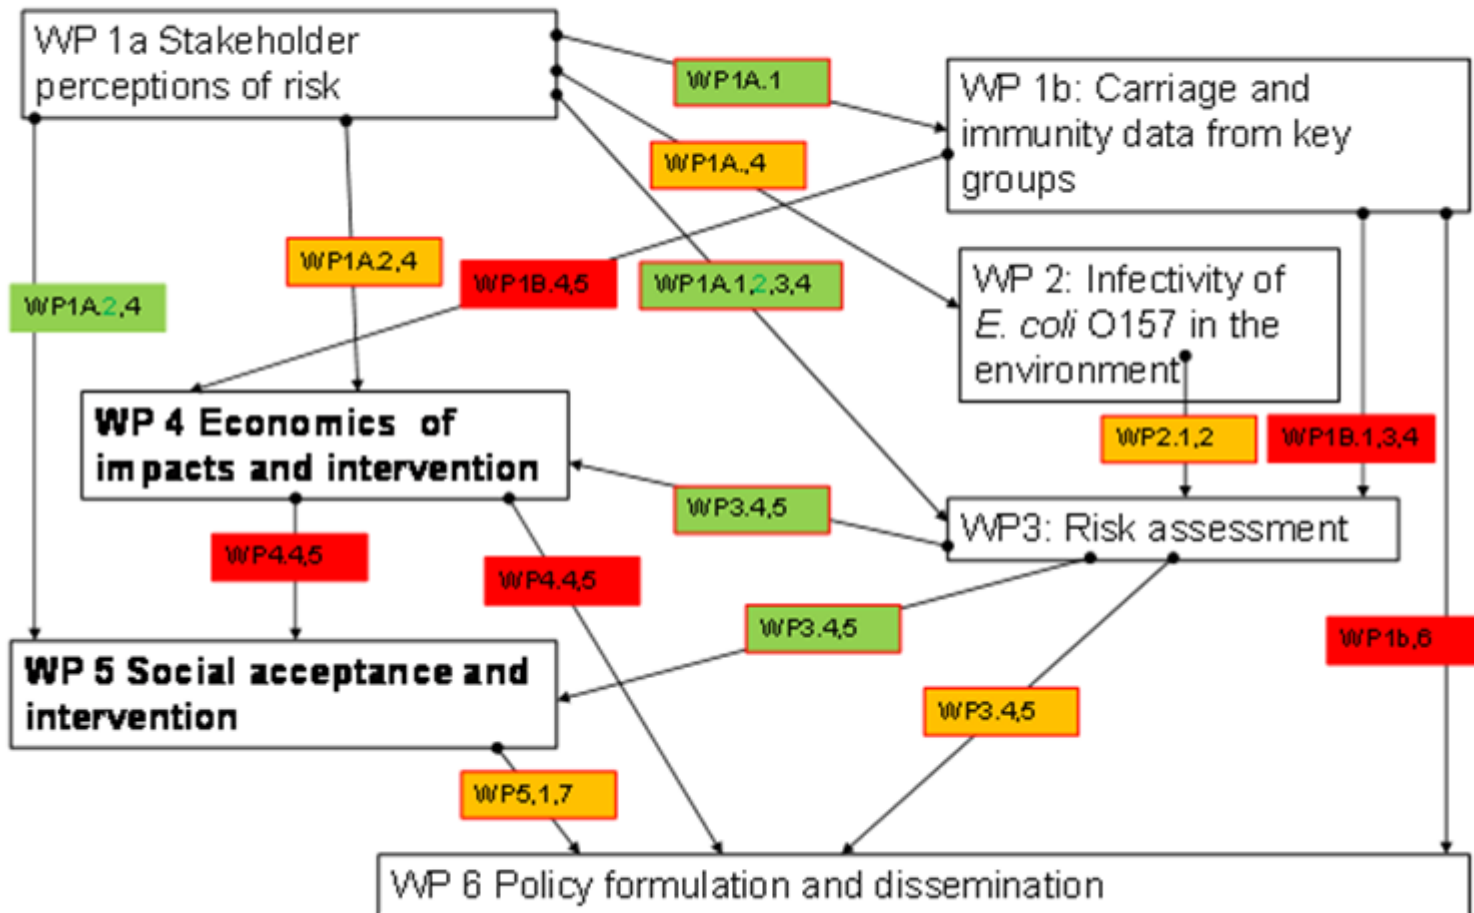 WP 1a Stakeholder
perceptions of risk
WP1A.1
WP 1b: Carriage and
immunity data from key
groups
WP1A.,4
WP1A.2,4
WP1B.4,5
WP1A.1,2,3,4
WP1A.2,4
WP 2: Infectivity of
E. coli O157 in the
environment
WP 4 Economics of
impacts and intervention
WP2.1,2
WP1B.1,3,4
WP3.4,5
WP3: Risk assessment
WP4.4,5
WP4.4,5
WP3.4,5
WP1b,6
WP 5 Social acceptance and
intervention
WP3.4,5
WP5,1,7
WP 6 Policy formulation and dissemination